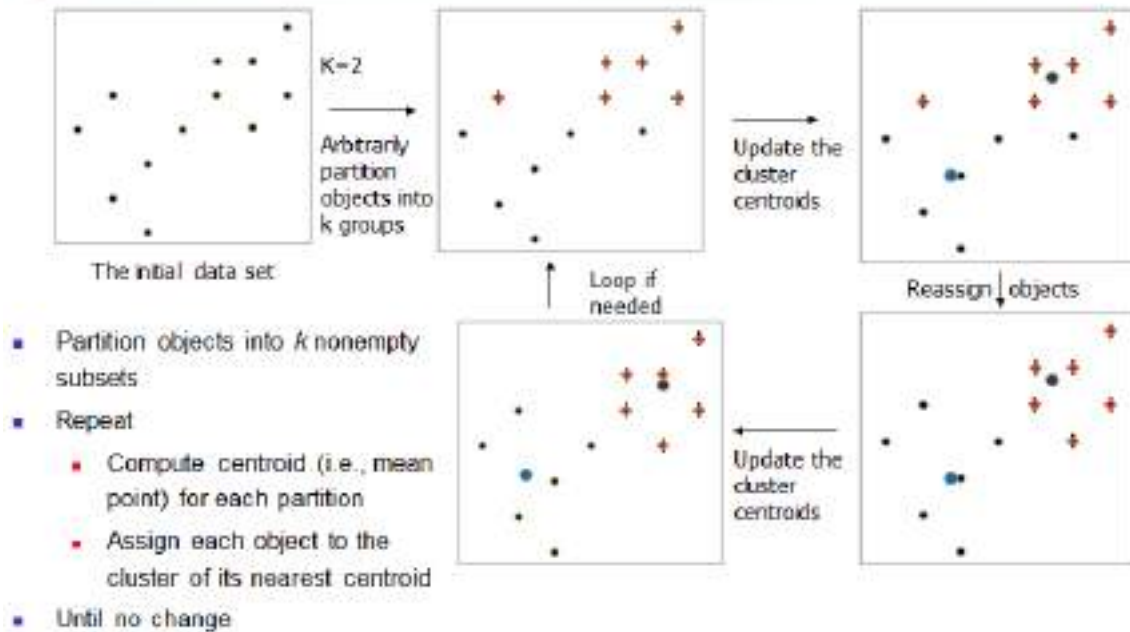 K=2
Arbitrarily
partition
objects into
k groups
Update the
cluster
centroids
The initial data set
Loop if
needed
Reassign objects
Update the
cluster
centroids
Partition objects into k nonempty
subsets
Repeat
Compute centroid (i.e., mean
point) for each partition
Assign each object to the
cluster of its nearest centroid
Until no change